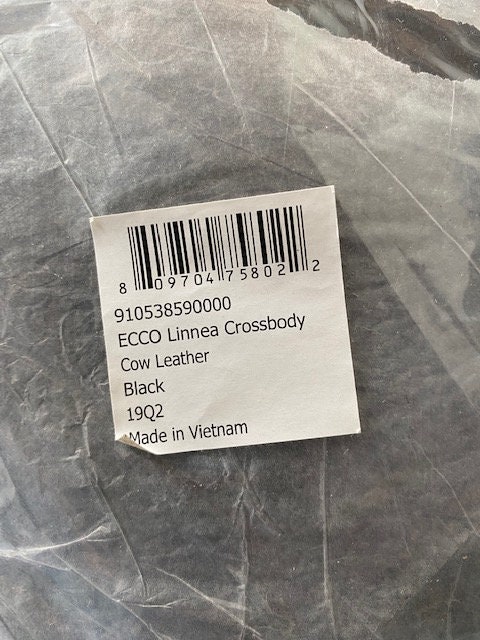 8 09704 75802 2
910538590000
ECCO Linnea Crossbody
Cow Leather
Black
19Q2
Made in Vietnam